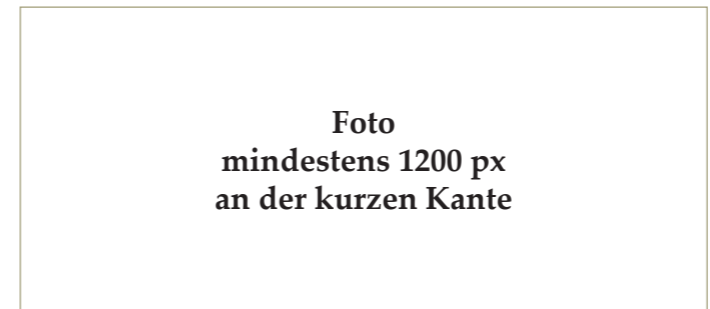 Foto
mindestens 1200 px
an der kurzen Kante